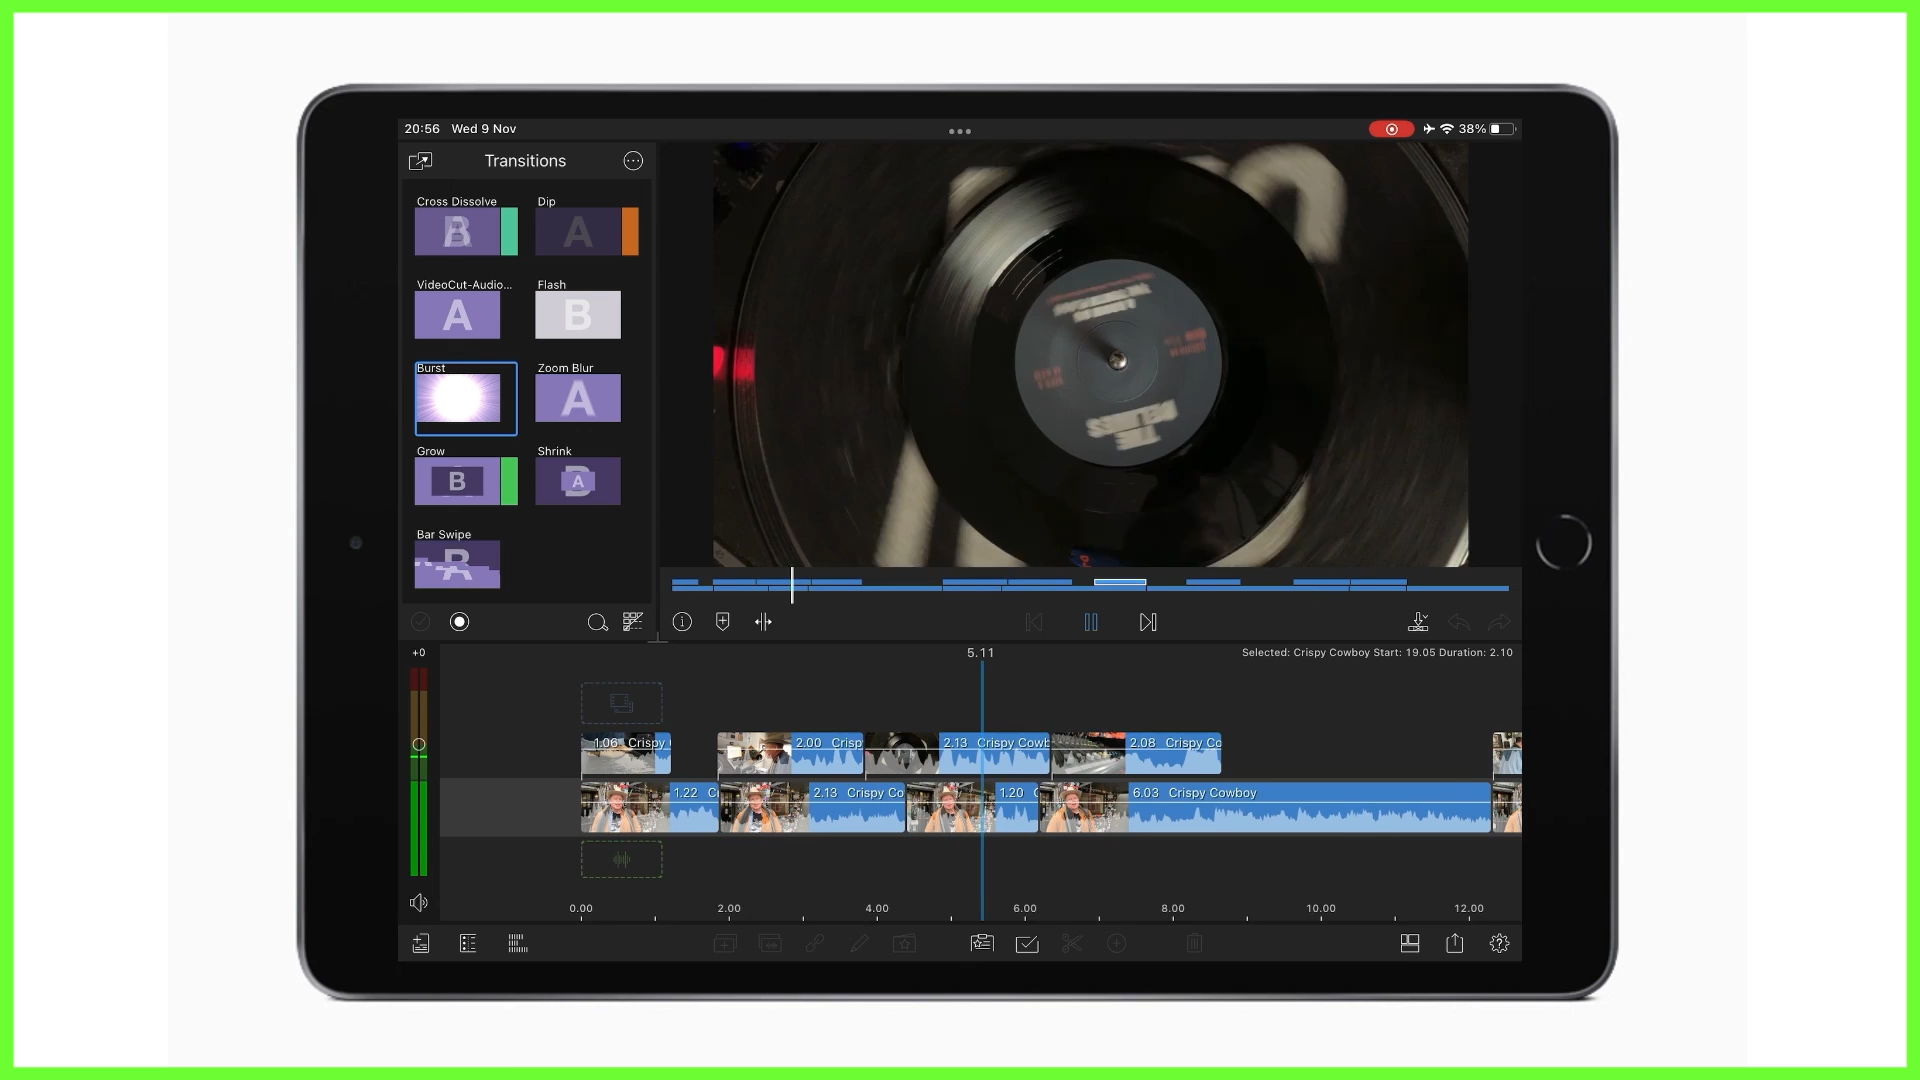 20:56 Wed 9 Nov
38%
Transitions
Cross Dissolve Dip
B A
VideoCut-Audio... Flash
A B
Burst Zoom Blur
A
Grow Shrink
B A
Bar Swipe
+0
5.11
Selected: Crispy Cowboy Start: 19.05 Duration: 2.10
1.06 Crispy
2.00 Crisp
2.13 Crispy Cowb
2.08 Crispy Co
1.22 C
2.13 Crispy Co
1.20
6.03 Crispy Cowboy
0.00 2.00 4.00 6.00 8.00 10.00 12.00